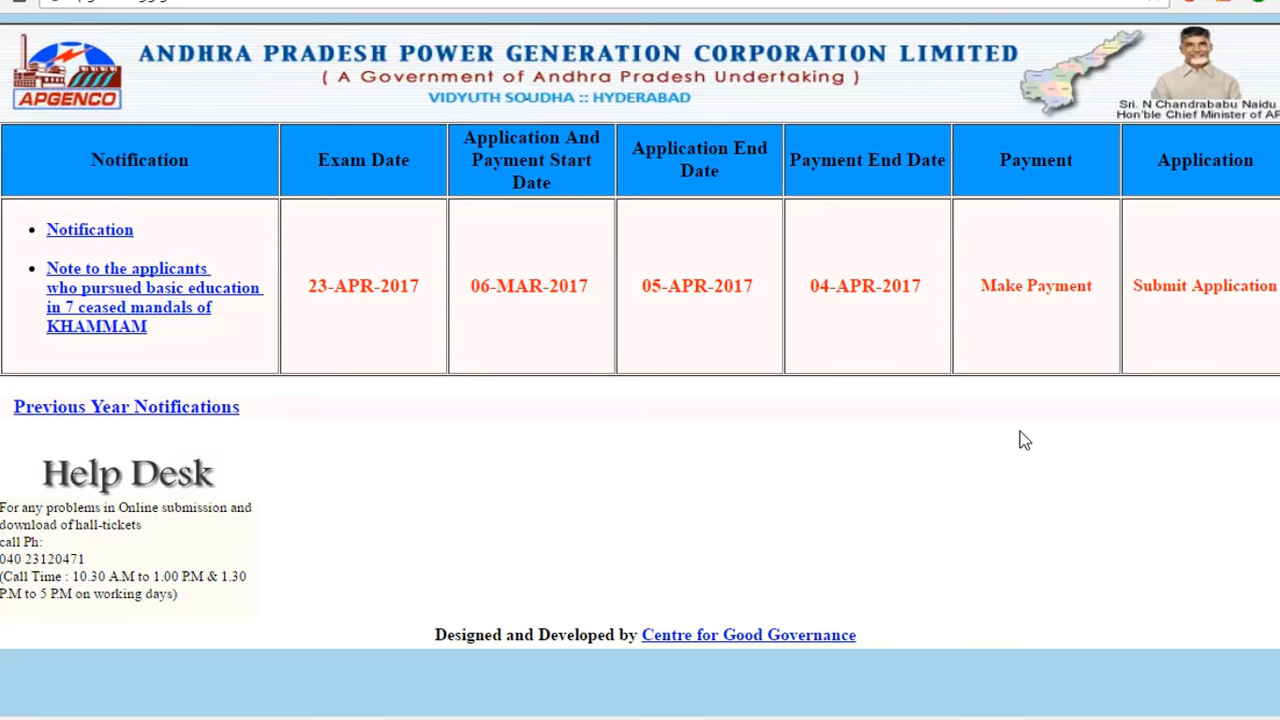 APGENCO
ANDHRA PRADESH POWER GENERATION CORPORATION LIMITED
( A Government of Andhra Pradesh Undertaking )
VIDYUTH SOUDHA :: HYDERABAD
Sri. N Chandrababu Naidu
Hon'ble Chief Minister of AP
Notification
Exam Date
Application And
Payment Start
Date
Application End
Date
Payment End Date
Payment
Application
Notification
Note to the applicants
who pursued basic education
in 7 ceased mandals of
KHAMMAM
23-APR-2017
06-MAR-2017
05-APR-2017
04-APR-2017
Make Payment
Submit Application
Previous Year Notifications
Help Desk
For any problems in Online submission and
download of hall-tickets
call Ph:
040 23120471
(Call Time : 10.30 A.M to 1.00 P.M & 1.30
P.M to 5 P.M on working days)
Designed and Developed by Centre for Good Governance